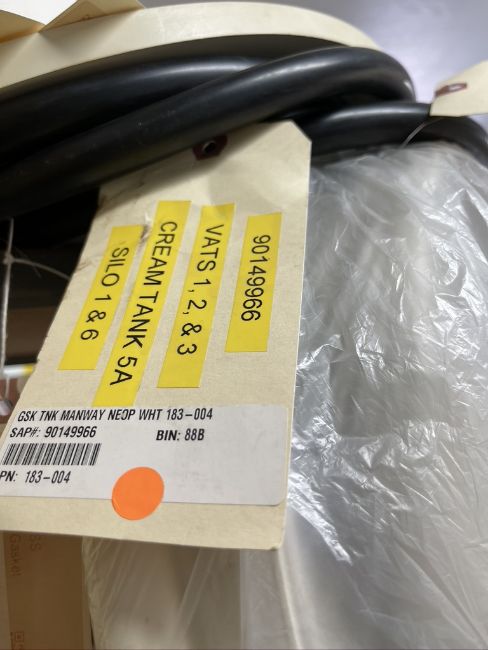 90149966
VATS 1, 2, & 3
CREAM TANK 5A
SILO 1 & 6
GSK TNK MANWAY NEOP WHT 183-004
SAP#: 90149966
BIN: 88B
PN: 183-004
Gasket